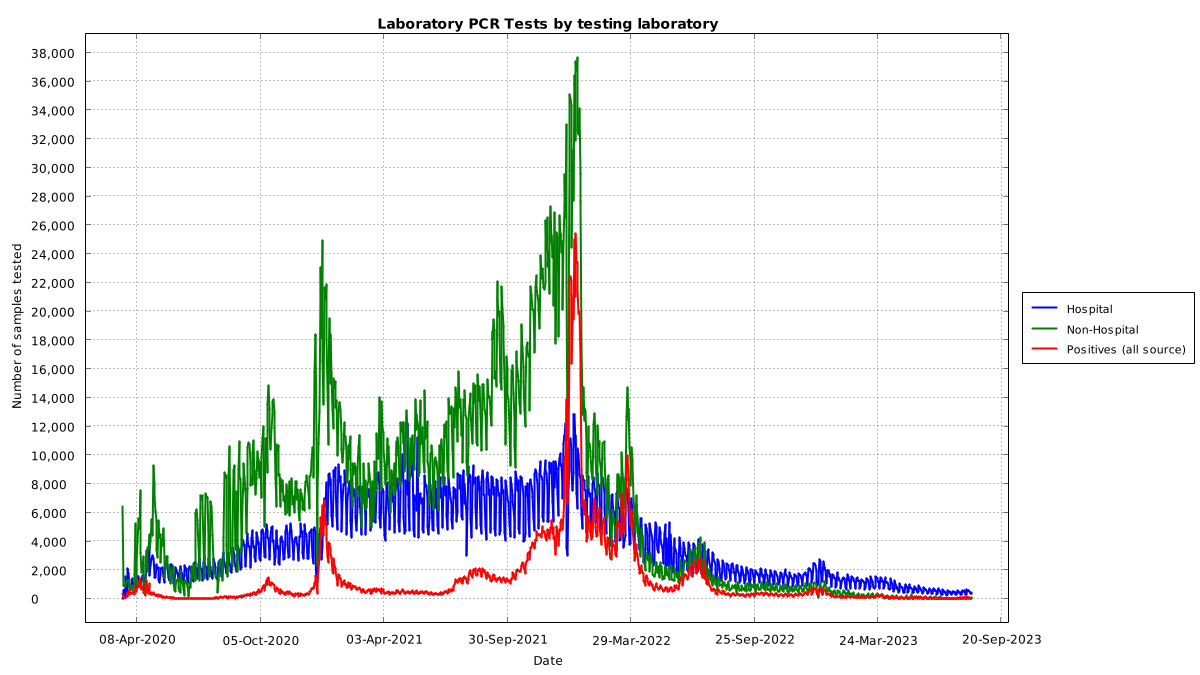 Laboratory PCR Tests by testing laboratory
38,000
36,000
34,000
32,000
30,000
28,000
26,000
24,000
22,000
20,000
18,000
16,000
14,000
12,000
10,000
8,000
6,000
4,000
2,000
0
Number of samples tested
08-Apr-2020
05-Oct-2020
03-Apr-2021
30-Sep-2021
29-Mar-2022
25-Sep-2022
24-Mar-2023
20-Sep-2023
Date
Hospital
Non-Hospital
Positives (all source)